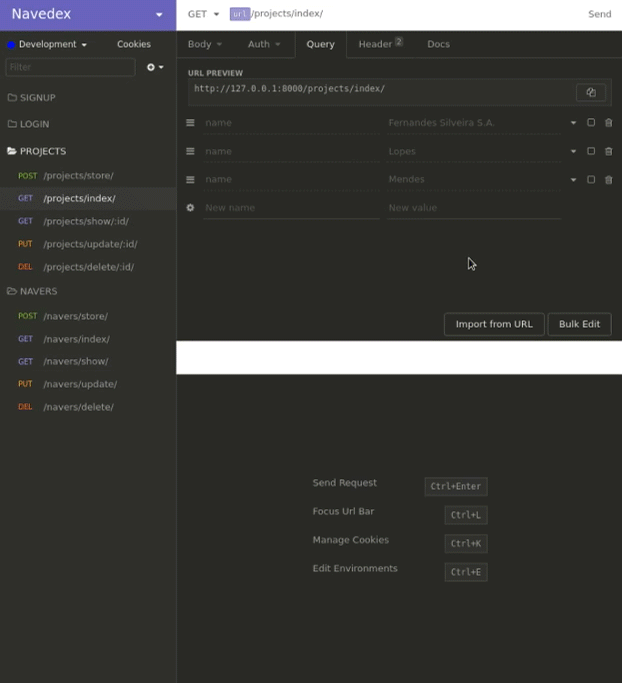 Navedex
GET url/projects/index/ Send
Development Cookies
Body Auth Query Header 2 Docs
Filter
URL PREVIEW
http://127.0.0.1:8000/projects/index/
SIGNUP
LOGIN
PROJECTS
POST /projects/store/
GET /projects/index/
GET /projects/show/:id/
PUT /projects/update/:id/
DEL /projects/delete/:id/
NAVERS
POST /navers/store/
GET /navers/index/
GET /navers/show/
PUT /navers/update/
DEL /navers/delete/
name Fernandes Silveira S.A.
name Lopes
name Mendes
New name New value
Import from URL Bulk Edit
Send Request Ctrl+Enter
Focus Url Bar Ctrl+L
Manage Cookies Ctrl+K
Edit Environments Ctrl+E